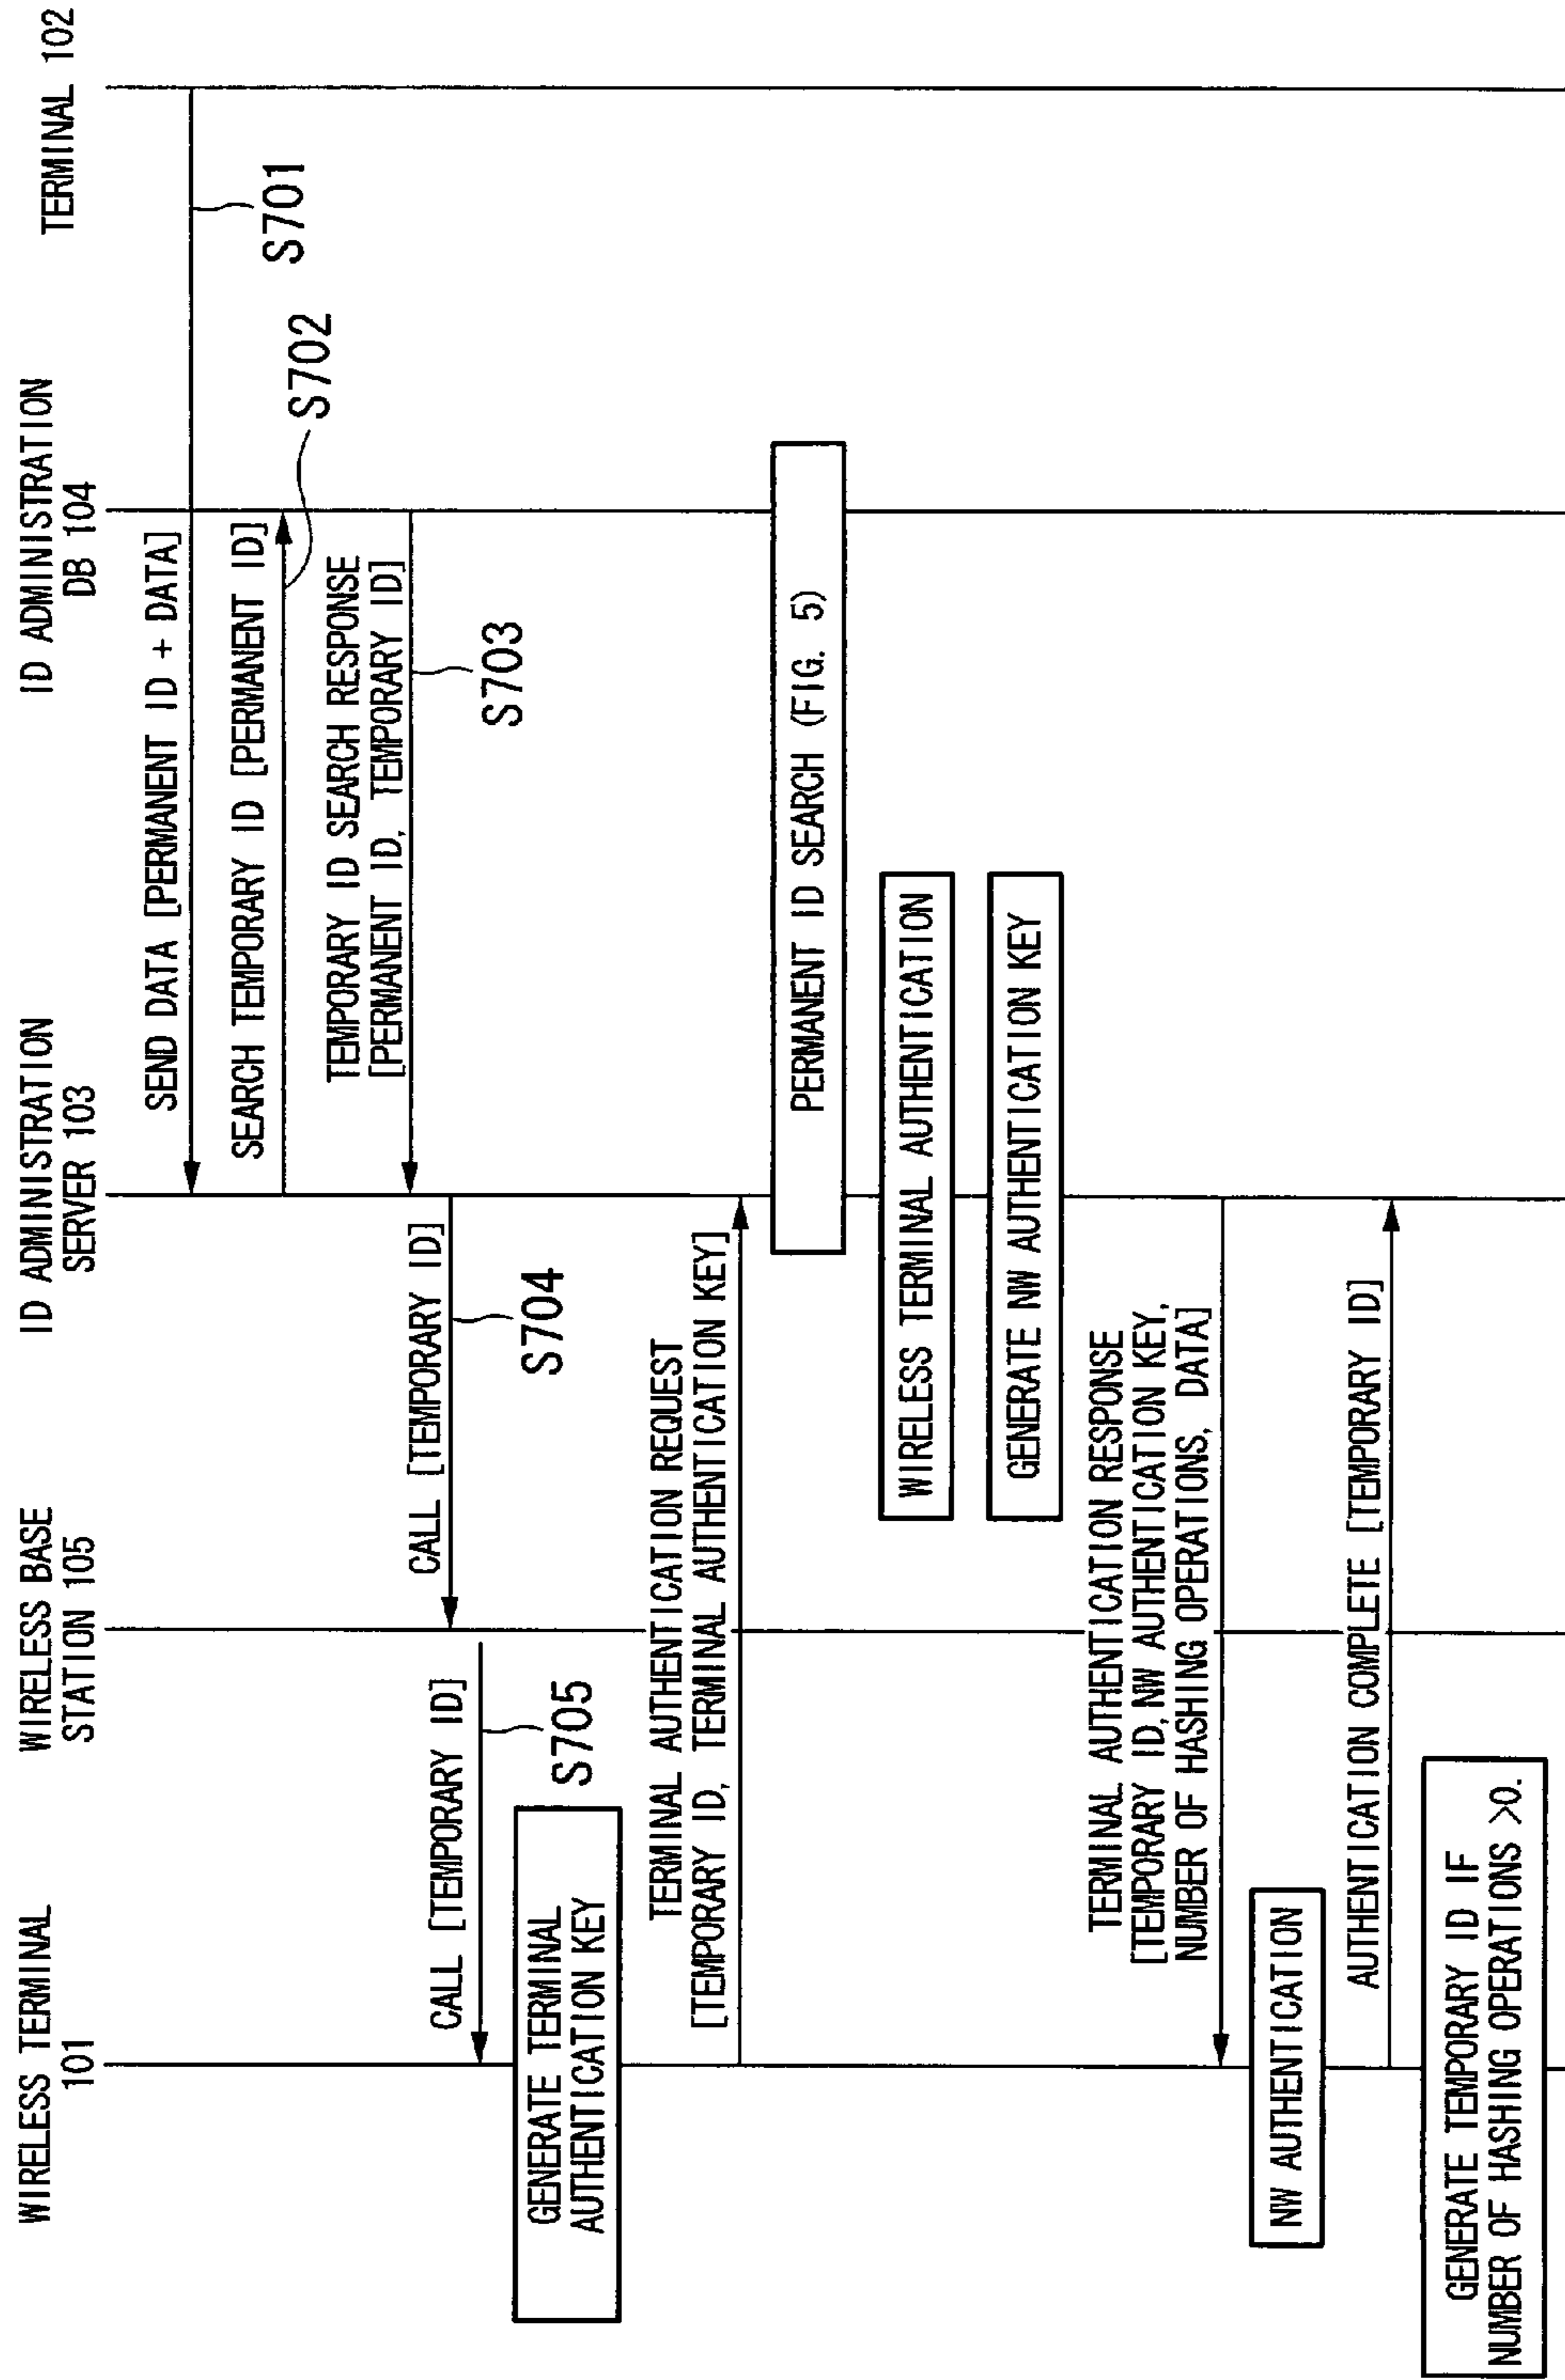 WIRELESS TERMINAL
101
WIRELESS BASE
STATION 105
ID ADMINISTRATION
SERVER 103
ID ADMINISTRATION
DB 104
TERMINAL 102
SEND DATA [PERMANENT ID + DATA]
S701
SEARCH TEMPORARY ID [PERMANENT ID]
S702
TEMPORARY ID SEARCH RESPONSE
[PERMANENT ID, TEMPORARY ID]
S703
CALL [TEMPORARY ID]
S704
CALL [TEMPORARY ID]
S705
GENERATE TERMINAL
AUTHENTICATION KEY
TERMINAL AUTHENTICATION REQUEST
[TEMPORARY ID, TERMINAL AUTHENTICATION KEY]
PERMANENT ID SEARCH (FIG. 5)
WIRELESS TERMINAL AUTHENTICATION
GENERATE NW AUTHENTICATION KEY
TERMINAL AUTHENTICATION RESPONSE
[TEMPORARY ID, NW AUTHENTICATION KEY,
NUMBER OF HASHING OPERATIONS, DATA]
NW AUTHENTICATION
AUTHENTICATION COMPLETE [TEMPORARY ID]
GENERATE TEMPORARY ID IF
NUMBER OF HASHING OPERATIONS >0.